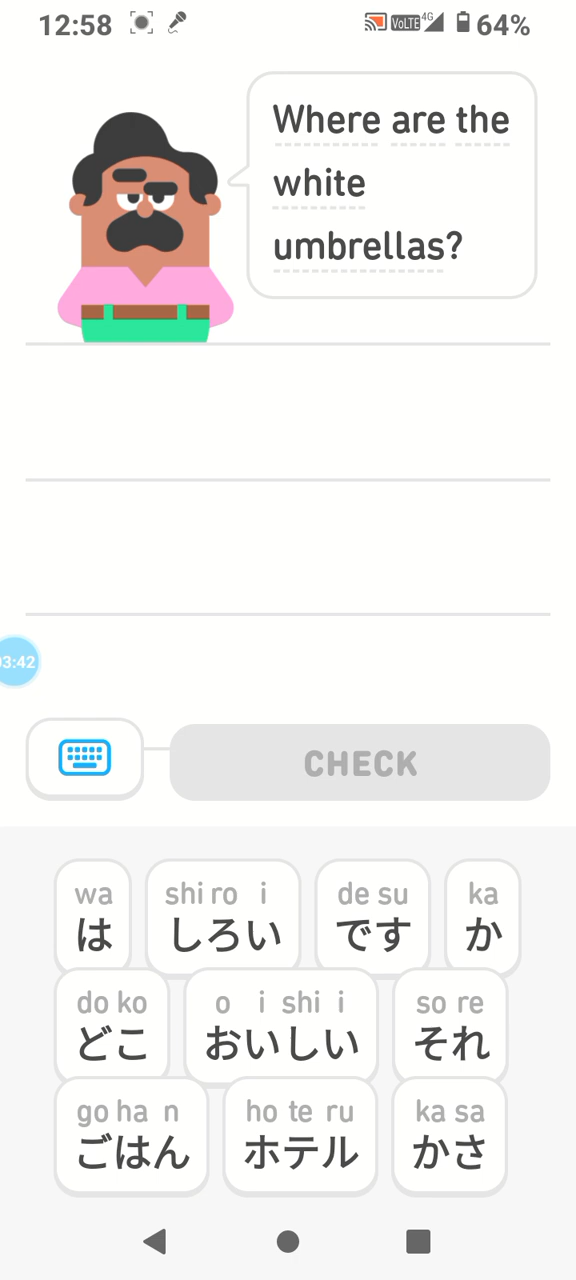 12:58 VoLTE 4G 64%
Where are the
white
umbrellas?
03:42
CHECK
wa shi ro i de su ka
は しろい です か
do ko o i shi i so re
どこ おいしい それ
go ha n ho te ru ka sa
ごはん ホテル かさ